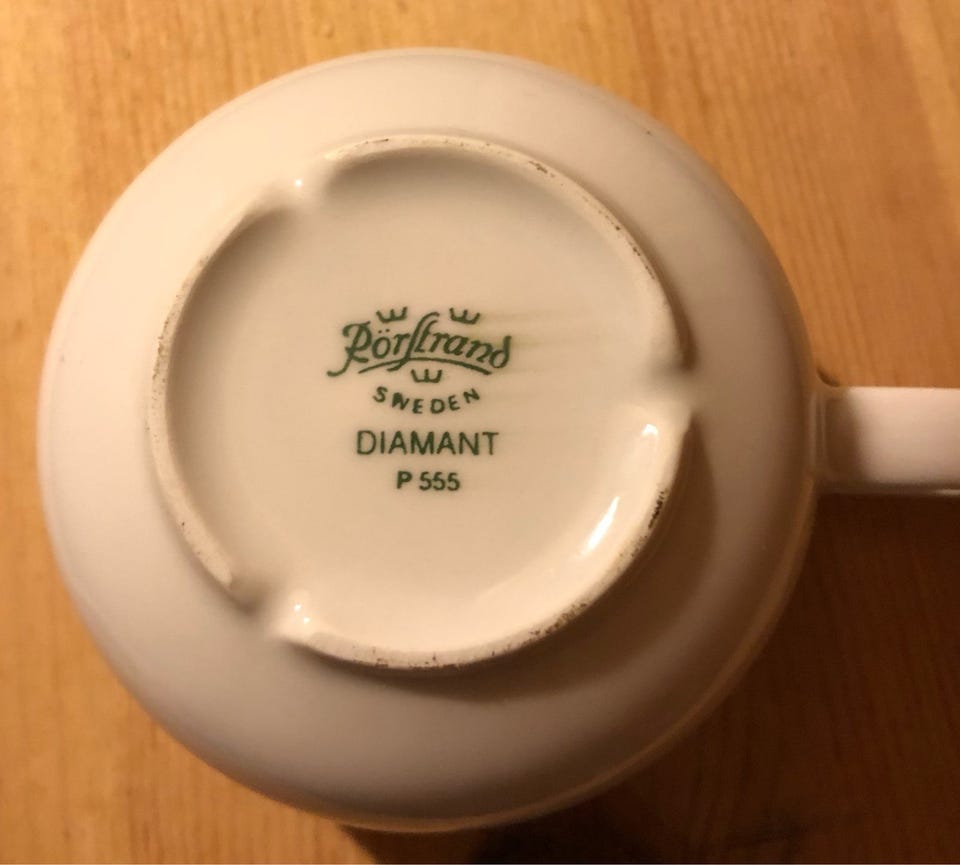 Rörstrand
SWEDEN
DIAMANT
P 555